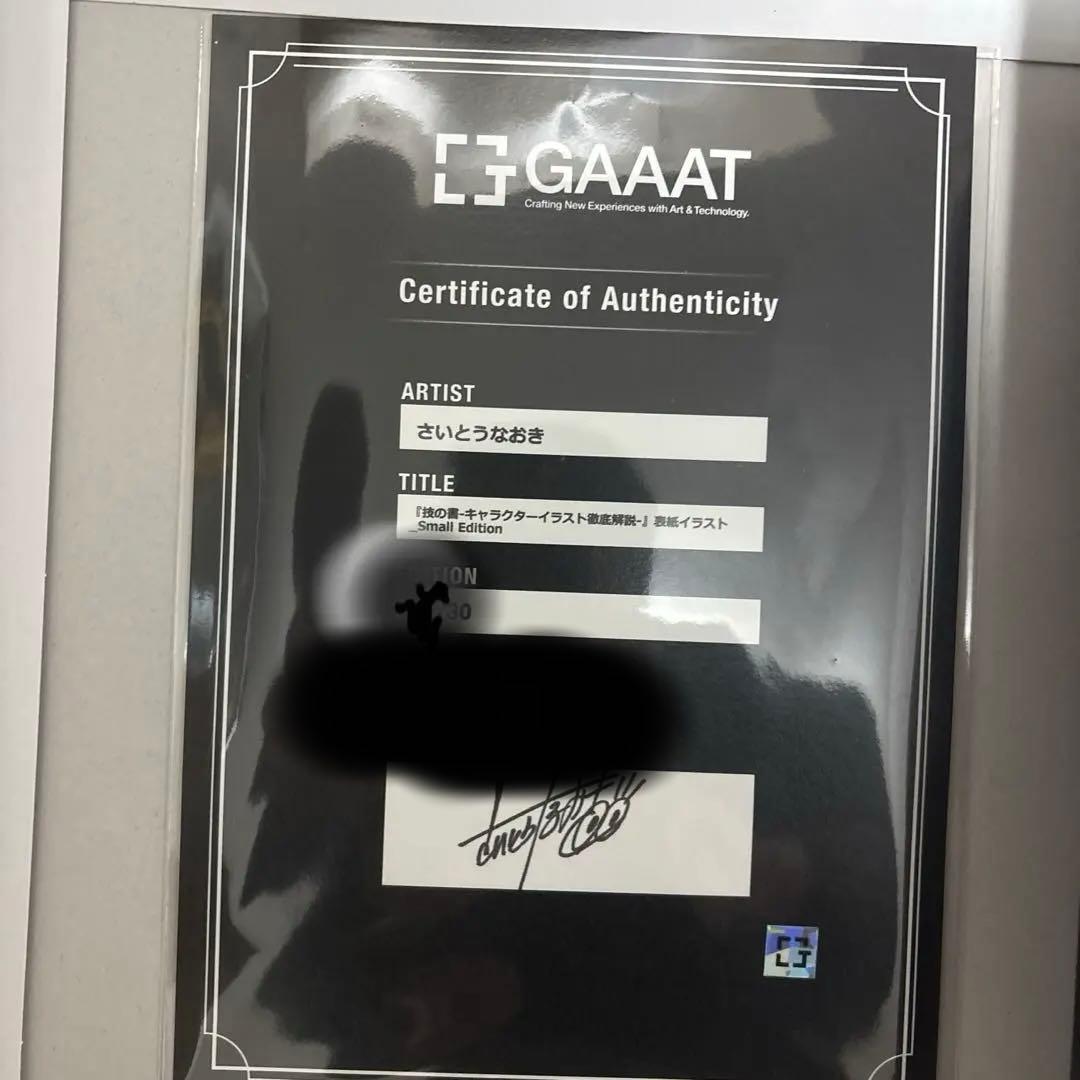 GAAAT
Crafting New Experiences with Art & Technology.
Certificate of Authenticity
ARTIST
さいとうなおき
TITLE
『技の書-キャラクターイラスト徹底解説-』表紙イラスト
_Small Edition